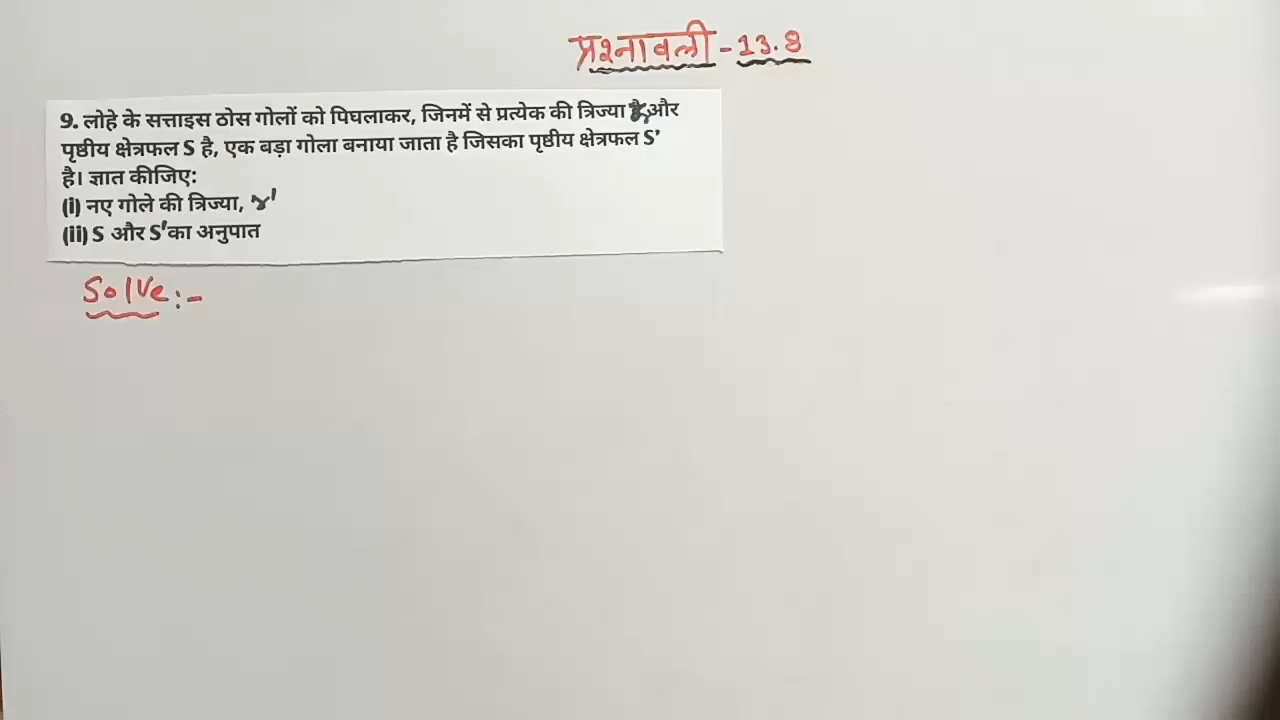 प्रश्नावली - 13.8
9. लोहे के सत्ताइस ठोस गोलों को पिघलाकर, जिनमें से प्रत्येक की त्रिज्या और
पृष्ठीय क्षेत्रफल S है, एक बड़ा गोला बनाया जाता है जिसका पृष्ठीय क्षेत्रफल S’
है। ज्ञात कीजिए:
(i) नए गोले की त्रिज्या, r'
(ii) S और S'का अनुपात
Solve:-